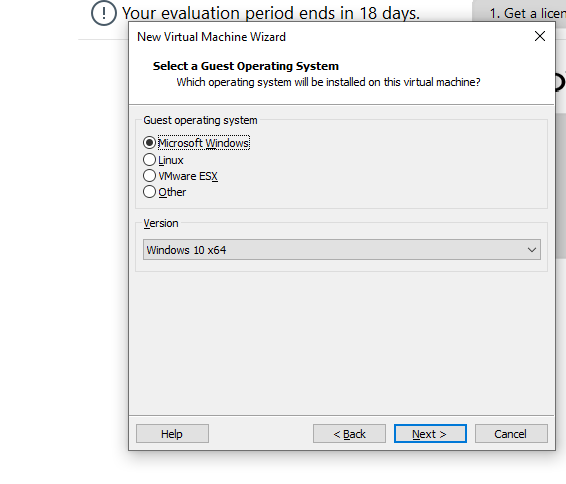 Your evaluation period ends in 18 days.
1. Get a licen
New Virtual Machine Wizard
Select a Guest Operating System
Which operating system will be installed on this virtual machine?
Guest operating system
Microsoft Windows
Linux
VMware ESX
Other
Version
Windows 10 x64
Help
< Back
Next >
Cancel